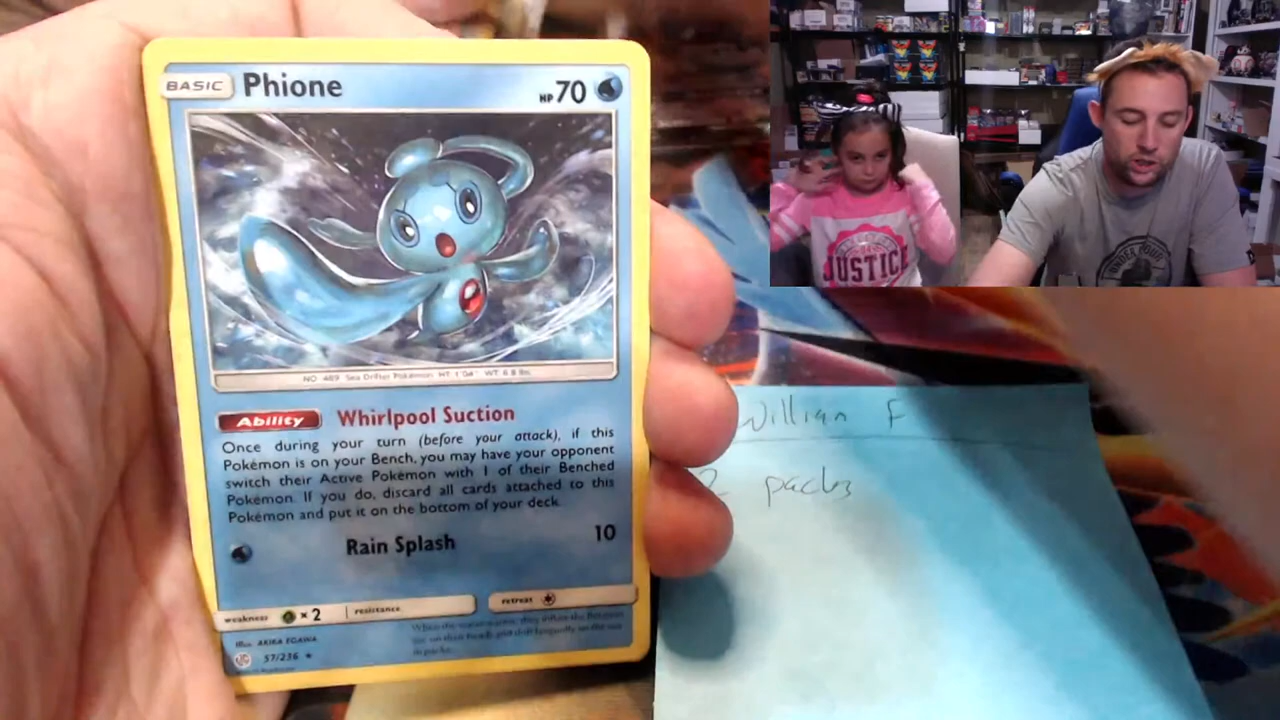 BASIC Phione HP 70
NO. 489 Sea Drifter Pokémon HT: 1'04" WT: 6.8 lbs.
Ability Whirlpool Suction
Once during your turn (before your attack), if this
Pokémon is on your Bench, you may have your opponent
switch their Active Pokémon with 1 of their Benched
Pokémon. If you do, discard all cards attached to this
Pokémon and put it on the bottom of your deck.
Rain Splash 10
weakness ×2 resistance retreat
Illus. AKIRA EGAWA
57/236
JUSTICE
William F
2 packs